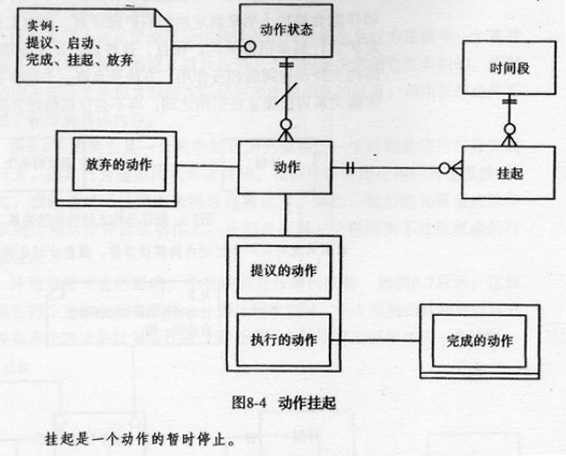 实例：
提议、启动、
完成、挂起、放弃
动作状态
时间段
放弃的动作
动作
挂起
提议的动作
执行的动作
完成的动作
图8-4 动作挂起
挂起是一个动作的暂时停止。